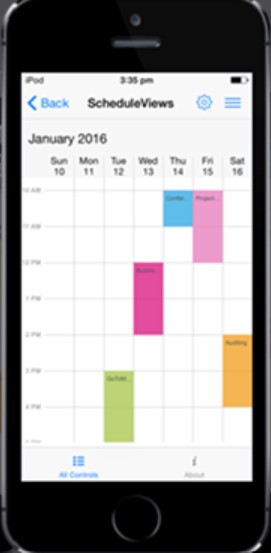 iPod 3:35 pm
Back ScheduleViews
January 2016
Sun Mon Tue Wed Thu Fri Sat
10 11 12 13 14 15 16
10 AM
Confe... Project...
11 AM
12 PM
1 PM
2 PM
Auditing
3 PM
GoToM...
4 PM
All Controls About